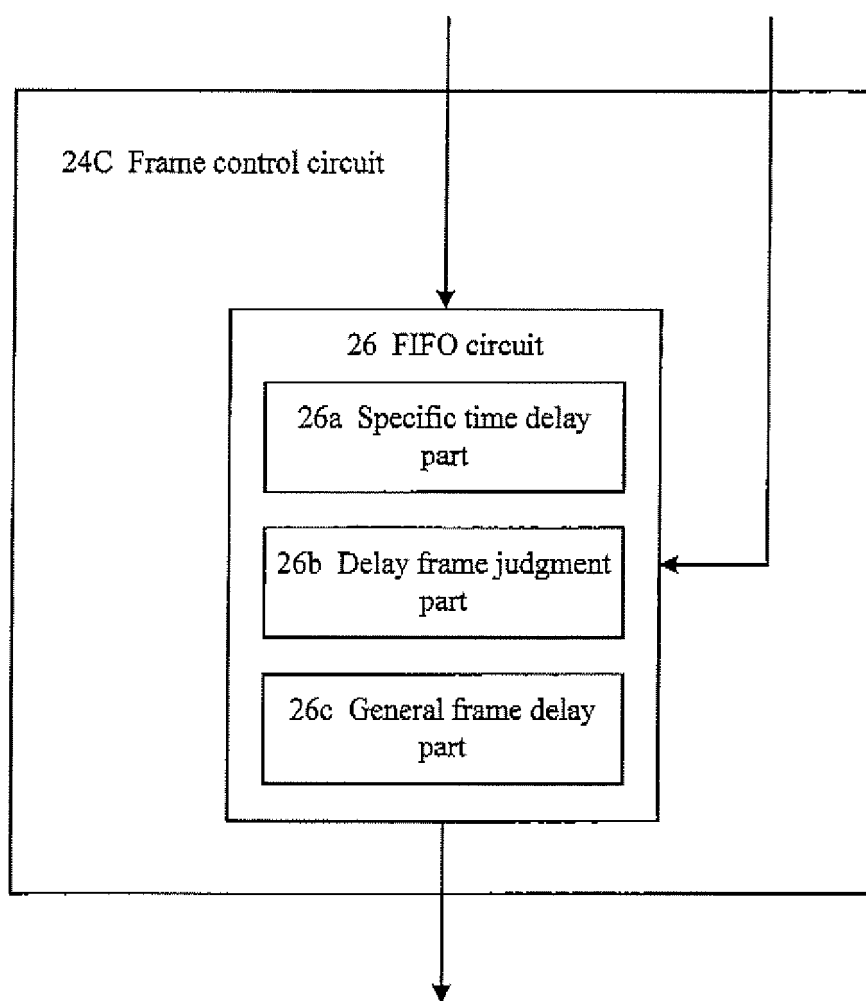 24C Frame control circuit
26 FIFO circuit
26a Specific time delay
part
26b Delay frame judgment
part
26c General frame delay
part